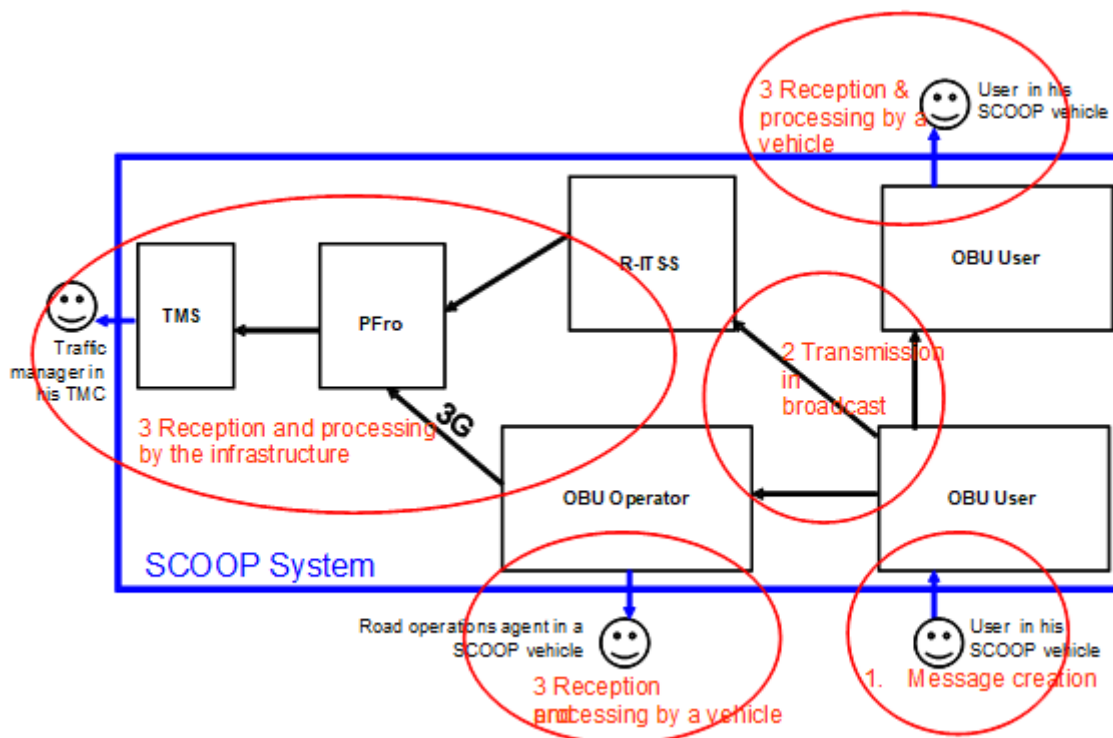 3 Reception &
processing by a
vehicle
User in his
SCOOP vehicle
R-ITS-S
OBU User
TMS
PFro
Traffic
manager in
his TMC
2 Transmission
in
broadcast
3 Reception and processing
by the infrastructure
3G
OBU Operator
OBU User
SCOOP System
Road operations agent in a
SCOOP vehicle
User in his
SCOOP vehicle
1. Message creation
3 Reception
and
processing by a vehicle